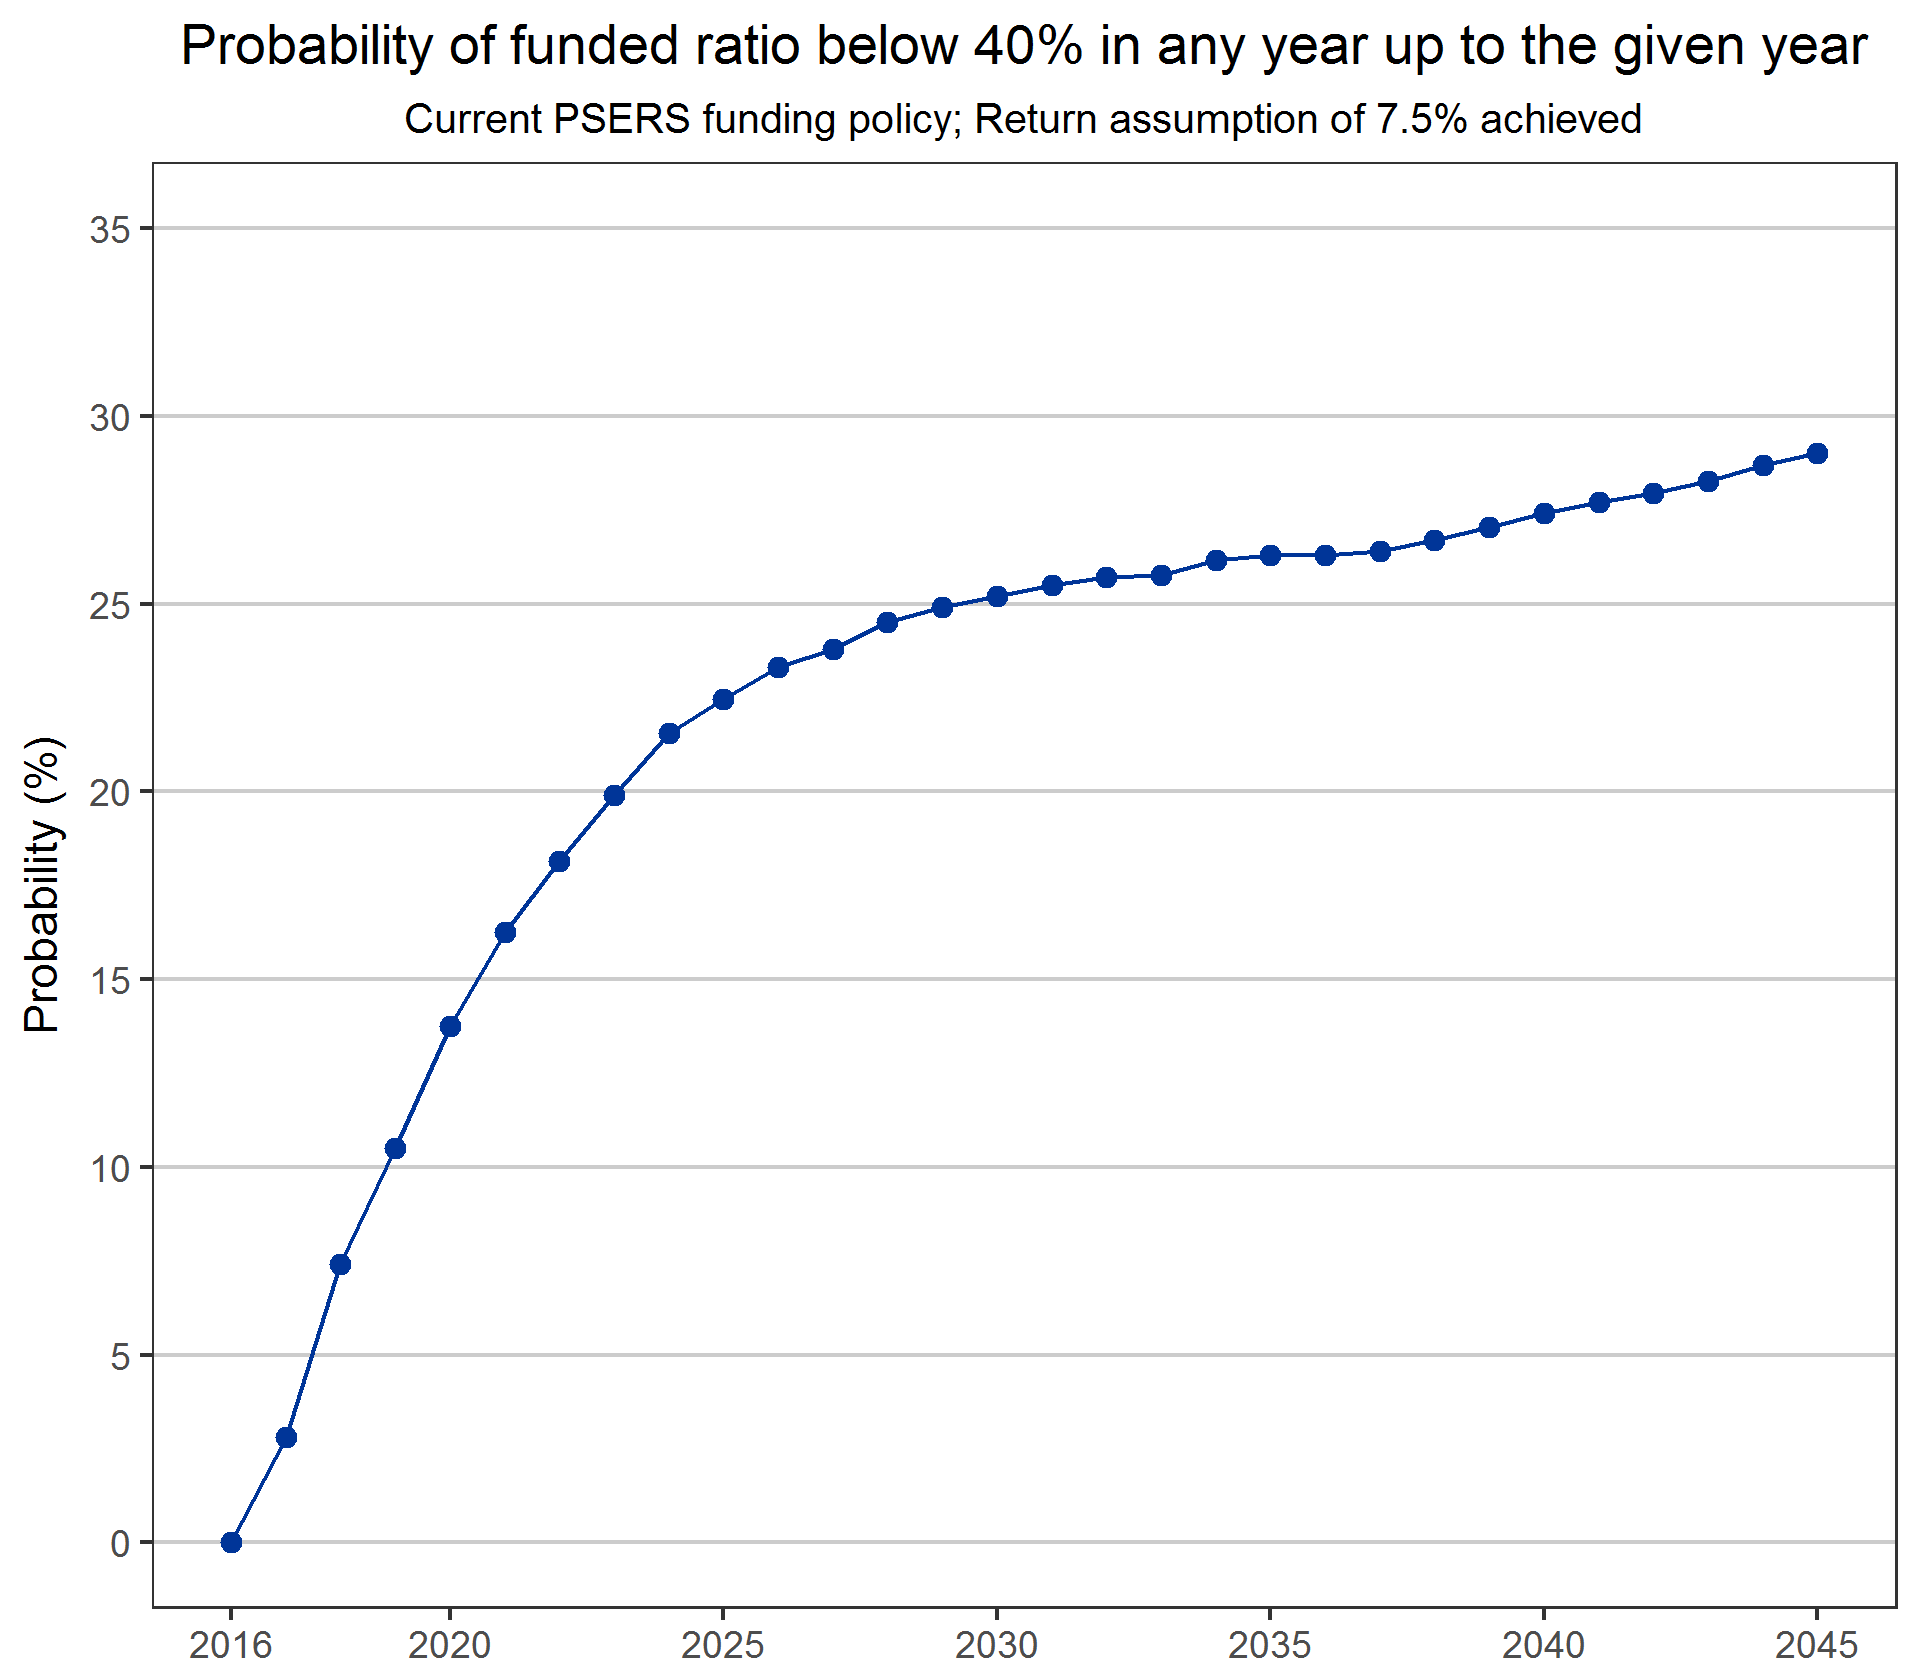 Probability of funded ratio below 40% in any year up to the given year
Current PSERS funding policy; Return assumption of 7.5% achieved
Probability (%)
35
30
25
20
15
10
5
0
2016 2020 2025 2030 2035 2040 2045